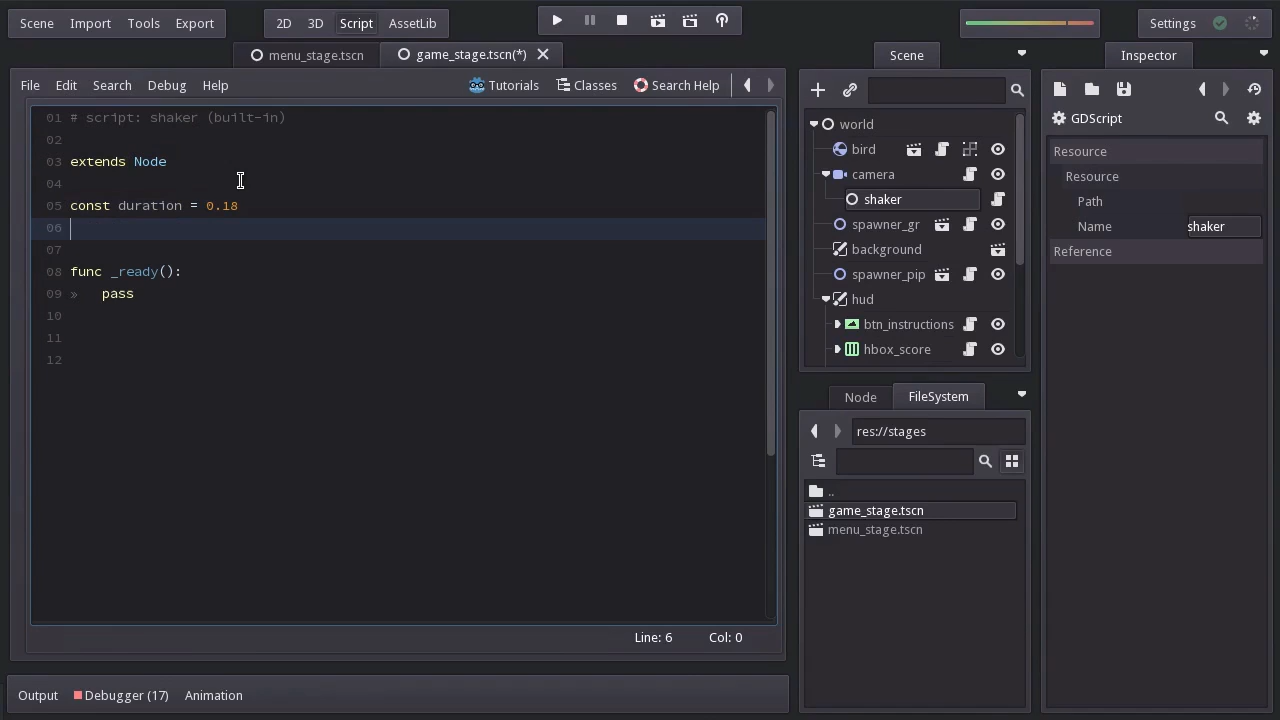 Scene Import Tools Export 2D 3D Script AssetLib Settings
menu_stage.tscn game_stage.tscn(*)
File Edit Search Debug Help Tutorials Classes Search Help
01 # script: shaker (built-in)
02
03 extends Node
04
05 const duration = 0.18
06
07
08 func _ready():
09 » pass
10
11
12
Line: 6 Col: 0
Output Debugger (17) Animation
Scene
world
bird
camera
shaker
spawner_gr
background
spawner_pip
hud
btn_instructions
hbox_score
Node FileSystem
res://stages
..
game_stage.tscn
menu_stage.tscn
Inspector
GDScript
Resource
Resource
Path
Name shaker
Reference